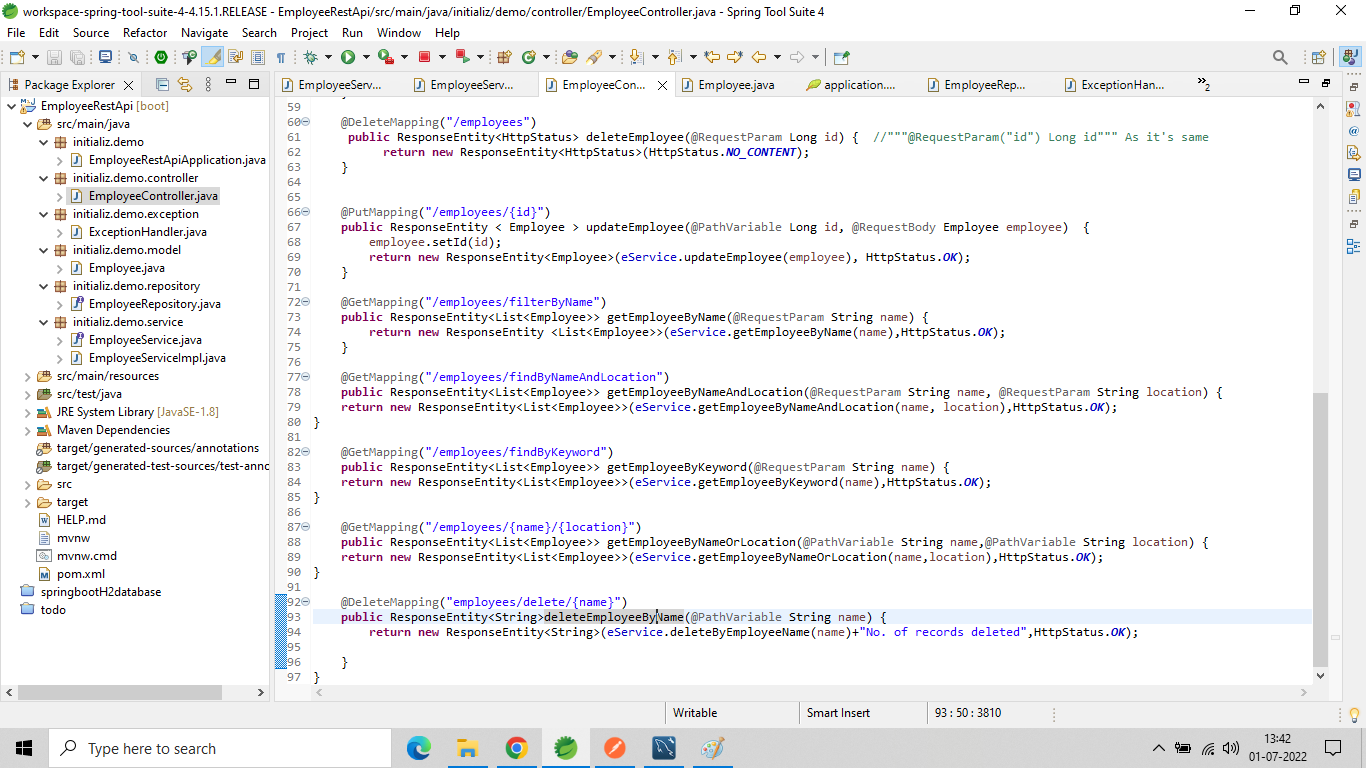 workspace-spring-tool-suite-4-4.15.1.RELEASE - EmployeeRestApi/src/main/java/initializ/demo/controller/EmployeeController.java - Spring Tool Suite 4
File Edit Source Refactor Navigate Search Project Run Window Help
Package Explorer
EmployeeServ... EmployeeServ... EmployeeCon... Employee.java application.... EmployeeRep... ExceptionHan... 2
EmployeeRestApi [boot]
src/main/java
initializ.demo
EmployeeRestApiApplication.java
initializ.demo.controller
EmployeeController.java
initializ.demo.exception
ExceptionHandler.java
initializ.demo.model
Employee.java
initializ.demo.repository
EmployeeRepository.java
initializ.demo.service
EmployeeService.java
EmployeeServiceImpl.java
src/main/resources
src/test/java
JRE System Library [JavaSE-1.8]
Maven Dependencies
target/generated-sources/annotations
target/generated-test-sources/test-anno
src
target
HELP.md
mvnw
mvnw.cmd
pom.xml
springbootH2database
todo
59
60 @DeleteMapping("/employees")
61 public ResponseEntity<HttpStatus> deleteEmployee(@RequestParam Long id) { //"""@RequestParam("id") Long id""" As it's same
62 return new ResponseEntity<HttpStatus>(HttpStatus.NO_CONTENT);
63 }
64
65
66 @PutMapping("/employees/{id}")
67 public ResponseEntity < Employee > updateEmployee(@PathVariable Long id, @RequestBody Employee employee) {
68 employee.setId(id);
69 return new ResponseEntity<Employee>(eService.updateEmployee(employee), HttpStatus.OK);
70 }
71
72 @GetMapping("/employees/filterByName")
73 public ResponseEntity<List<Employee>> getEmployeeByName(@RequestParam String name) {
74 return new ResponseEntity <List<Employee>>(eService.getEmployeeByName(name),HttpStatus.OK);
75 }
76
77 @GetMapping("/employees/findByNameAndLocation")
78 public ResponseEntity<List<Employee>> getEmployeeByNameAndLocation(@RequestParam String name, @RequestParam String location) {
79 return new ResponseEntity<List<Employee>>(eService.getEmployeeByNameAndLocation(name, location),HttpStatus.OK);
80 }
81
82 @GetMapping("/employees/findByKeyword")
83 public ResponseEntity<List<Employee>> getEmployeeByKeyword(@RequestParam String name) {
84 return new ResponseEntity<List<Employee>>(eService.getEmployeeByKeyword(name),HttpStatus.OK);
85 }
86
87 @GetMapping("/employees/{name}/{location}")
88 public ResponseEntity<List<Employee>> getEmployeeByNameOrLocation(@PathVariable String name,@PathVariable String location) {
89 return new ResponseEntity<List<Employee>>(eService.getEmployeeByNameOrLocation(name,location),HttpStatus.OK);
90 }
91
92 @DeleteMapping("employees/delete/{name}")
93 public ResponseEntity<String>deleteEmployeeByName(@PathVariable String name) {
94 return new ResponseEntity<String>(eService.deleteByEmployeeName(name)+"No. of records deleted",HttpStatus.OK);
95
96 }
97 }
Writable Smart Insert 93 : 50 : 3810
Type here to search
13:42
01-07-2022